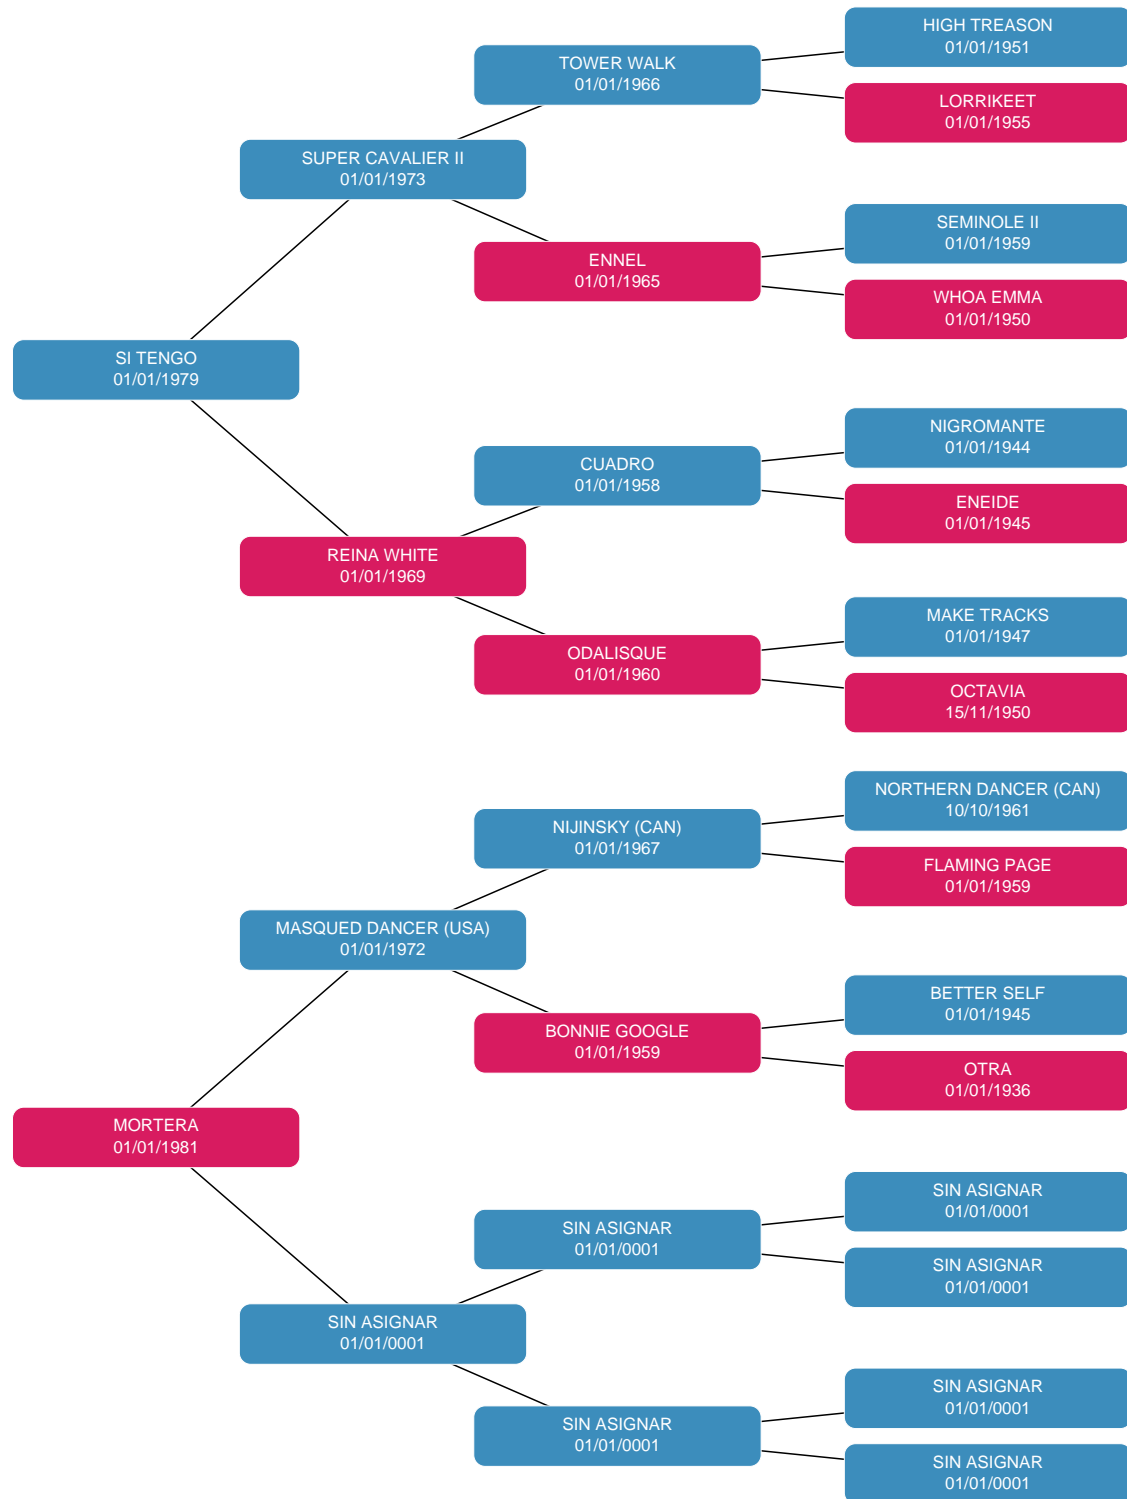 HIGH TREASON
01/01/1951
TOWER WALK
01/01/1966
LORRIKEET
01/01/1955
SUPER CAVALIER II
01/01/1973
SEMINOLE II
01/01/1959
ENNEL
01/01/1965
WHOA EMMA
01/01/1950
SI TENGO
01/01/1979
NIGROMANTE
01/01/1944
CUADRO
01/01/1958
ENEIDE
01/01/1945
REINA WHITE
01/01/1969
MAKE TRACKS
01/01/1947
ODALISQUE
01/01/1960
OCTAVIA
15/11/1950
NORTHERN DANCER (CAN)
10/10/1961
NIJINSKY (CAN)
01/01/1967
FLAMING PAGE
01/01/1959
MASQUED DANCER (USA)
01/01/1972
BETTER SELF
01/01/1945
BONNIE GOOGLE
01/01/1959
OTRA
01/01/1936
MORTERA
01/01/1981
SIN ASIGNAR
01/01/0001
SIN ASIGNAR
01/01/0001
SIN ASIGNAR
01/01/0001
SIN ASIGNAR
01/01/0001
SIN ASIGNAR
01/01/0001
SIN ASIGNAR
01/01/0001
SIN ASIGNAR
01/01/0001